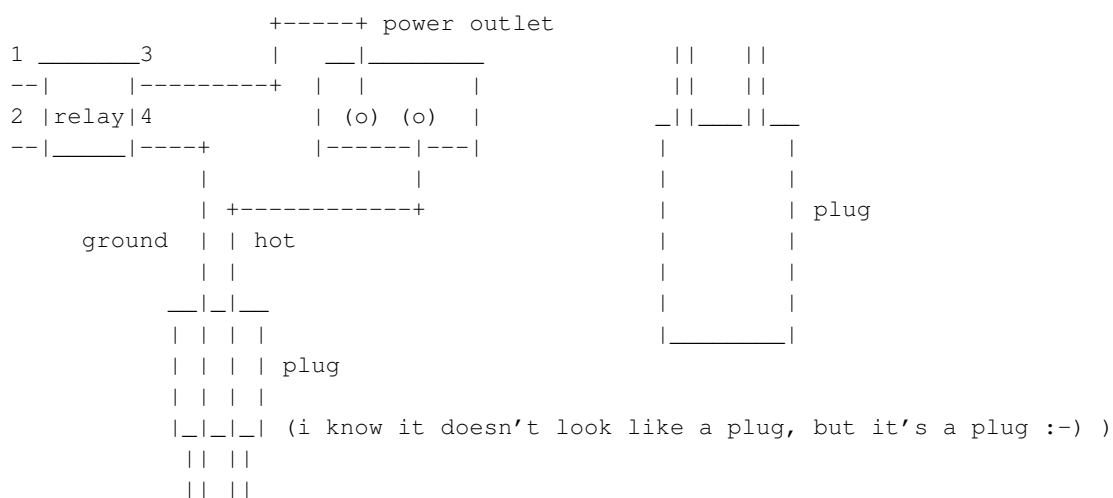 power outlet
1 3
2 relay 4
plug
ground hot
plug
(i know it doesn't look like a plug, but it's a plug :-) )